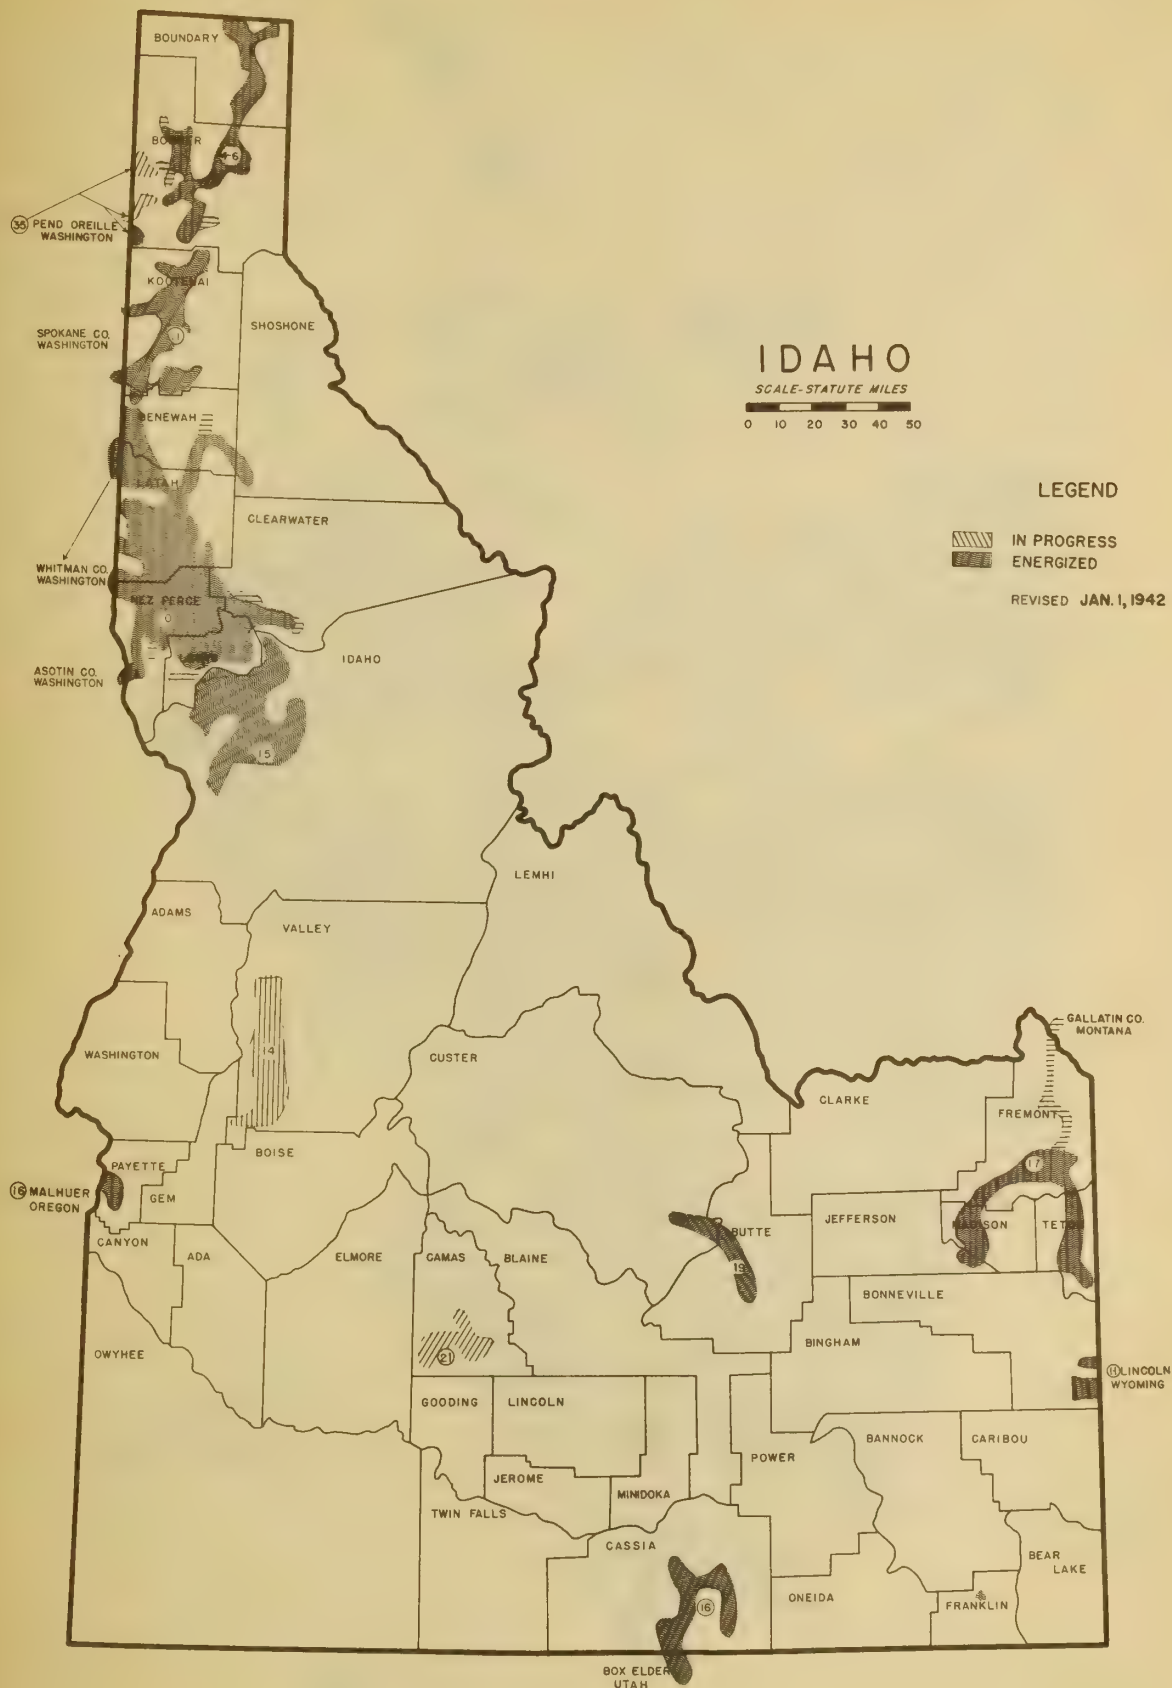 BOUNDARY
BONNER
4-6
35 PEND OREILLE
WASHINGTON
KOOTENAI
SPOKANE CO.
WASHINGTON
1
SHOSHONE
IDAHO
SCALE-STATUTE MILES
0 10 20 30 40 50
BENEWAH
LATAH
LEGEND
IN PROGRESS
ENERGIZED
REVISED JAN. 1, 1942
CLEARWATER
WHITMAN CO.
WASHINGTON
NEZ PERCE
ASOTIN CO.
WASHINGTON
IDAHO
15
LEMHI
ADAMS
VALLEY
GALLATIN CO.
MONTANA
WASHINGTON
14
CUSTER
CLARKE
FREMONT
BOISE
PAYETTE
17
16 MALHUER
OREGON
GEM
CANYON
ADA
ELMORE
CAMAS
BLAINE
BUTTE
19
JEFFERSON
MADISON
TETON
BONNEVILLE
BINGHAM
OWYHEE
21
11 LINCOLN
WYOMING
GOODING
LINCOLN
BANNOCK
CARIBOU
POWER
JEROME
MINIDOKA
TWIN FALLS
CASSIA
BEAR
LAKE
ONEIDA
FRANKLIN
16
BOX ELDER
UTAH